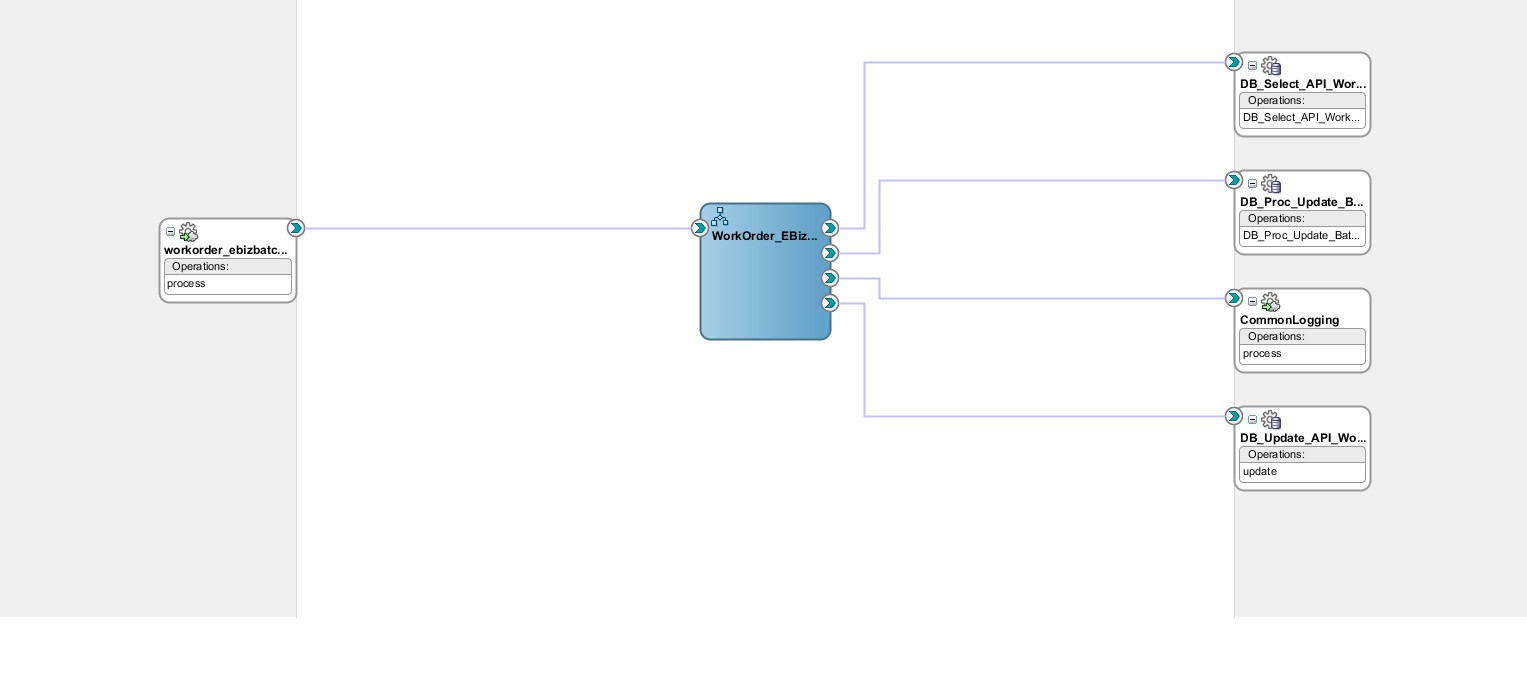 workorder_ebizbatc...
Operations:
process
WorkOrder_EBiz...
DB_Select_API_Wor...
Operations:
DB_Select_API_Work...
DB_Proc_Update_B...
Operations:
DB_Proc_Update_Bat...
CommonLogging
Operations:
process
DB_Update_API_Wo...
Operations:
update